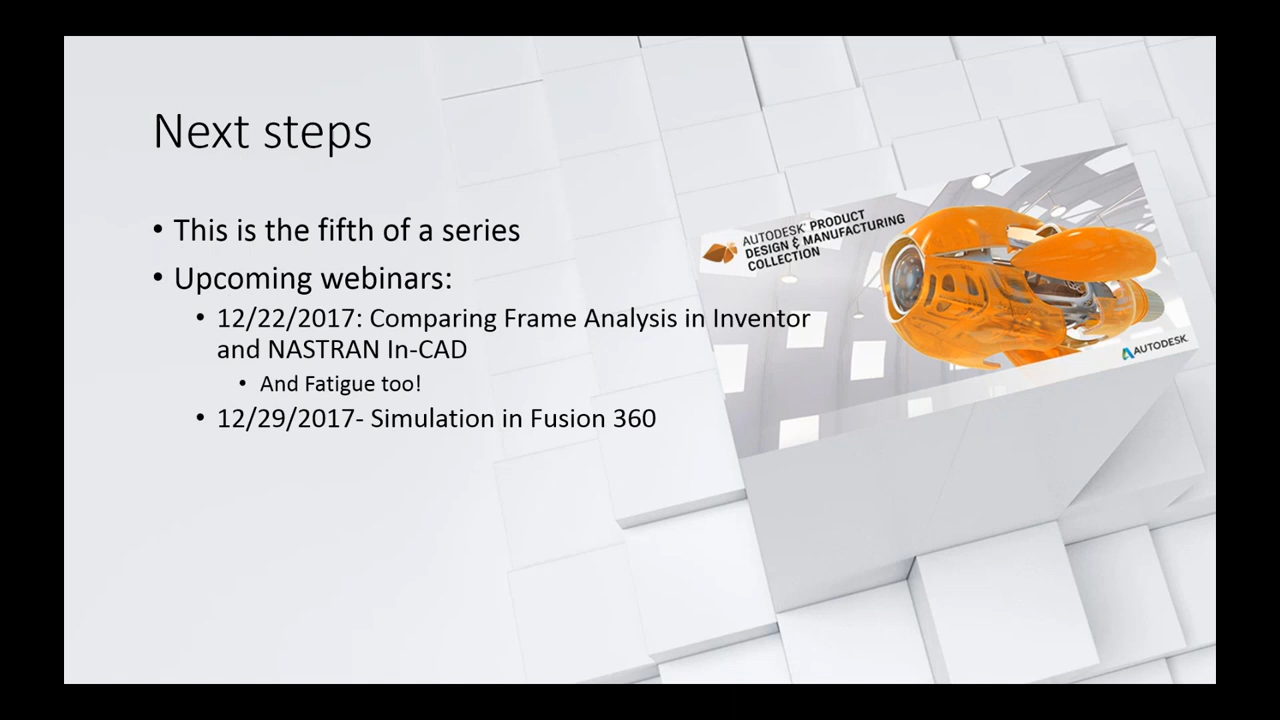 Next steps
• This is the fifth of a series
• Upcoming webinars:
• 12/22/2017: Comparing Frame Analysis in Inventor
and NASTRAN In-CAD
• And Fatigue too!
• 12/29/2017- Simulation in Fusion 360
AUTODESK® PRODUCT
DESIGN & MANUFACTURING
COLLECTION
AUTODESK.